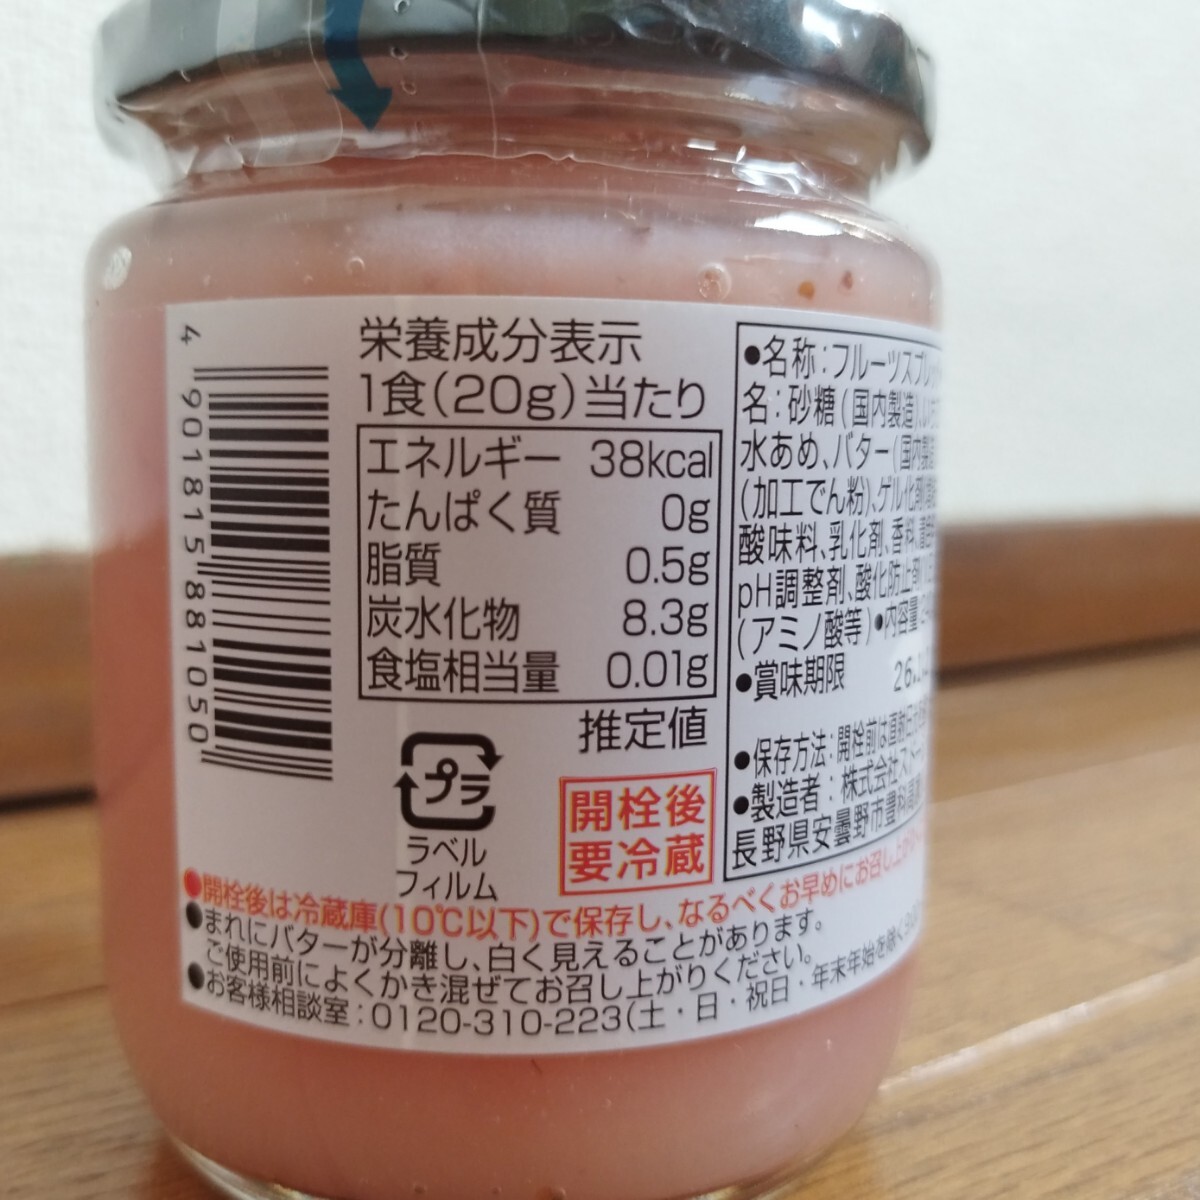 4 901815 881050
栄養成分表示
1食(20g)当たり
エネルギー 38kcal
たんぱく質 0g
脂質 0.5g
炭水化物 8.3g
食塩相当量 0.01g
推定値
プラ
ラベル
フィルム
開栓後
要冷蔵
●名称:フルーツスプレッ
名:砂糖(国内製造)、いち
水あめ、バター(国内製造
(加工でん粉)、ゲル化剤
酸味料、乳化剤、香料、
pH調整剤、酸化防止剤
(アミノ酸等)●内容量
●賞味期限 26.
●保存方法:開栓前は直射日光
●製造者:株式会社スドー
長野県安曇野市豊科高家
●開栓後は冷蔵庫(10℃以下)で保存し、なるべくお早めにお召し上がり
●まれにバターが分離し、白く見えることがあります。
ご使用前によくかき混ぜてお召し上がりください。
●お客様相談室:0120-310-223(土・日・祝日・年末年始を除く